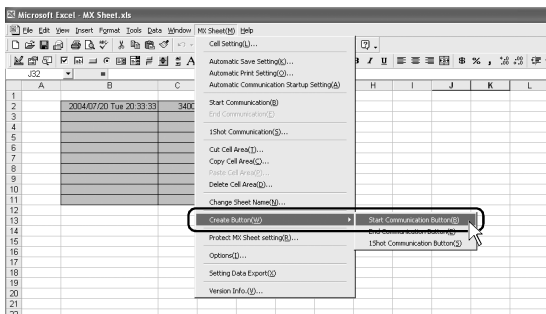 Microsoft Excel - MX Sheet.xls
File Edit View Insert Format Tools Data Window MX Sheet(M) Help
Cell Setting(L)...
Automatic Save Setting(K)...
Automatic Print Setting(O)...
Automatic Communication Startup Setting(A)
Start Communication(B)
End Communication(E)
1Shot Communication(S)...
Cut Cell Area(T)...
Copy Cell Area(C)...
Paste Cell Area(P)...
Delete Cell Area(D)...
Change Sheet Name(N)...
Create Button(W)
Start Communication Button(B)
End Communication Button(E)
1Shot Communication Button(S)
Protect MX Sheet setting(R)...
Options(I)...
Setting Data Export(X)
Version Info.(V)...
B I U $ % ,
J32 =
A B C H I J K L
1
2 2004/07/20 Tue 20:33:33 3400
3
4
5
6
7
8
9
10
11
12
13
14
15
16
17
18
19
20
21
22